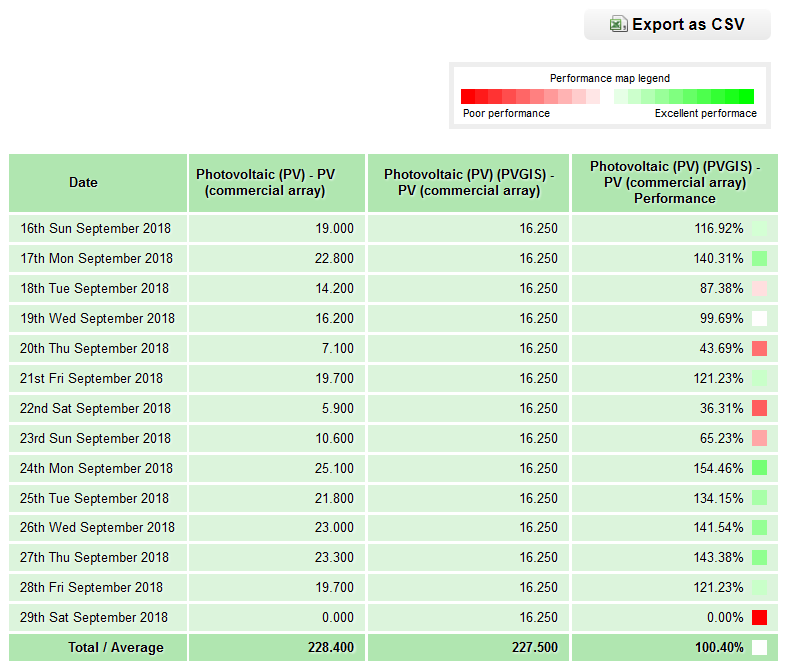 Export as CSV
Performance map legend
Poor performance Excellent performace
Date Photovoltaic (PV) - PV (commercial array) Photovoltaic (PV) (PVGIS) - PV (commercial array) Photovoltaic (PV) (PVGIS) - PV (commercial array) Performance
16th Sun September 2018 19.000 16.250 116.92%
17th Mon September 2018 22.800 16.250 140.31%
18th Tue September 2018 14.200 16.250 87.38%
19th Wed September 2018 16.200 16.250 99.69%
20th Thu September 2018 7.100 16.250 43.69%
21st Fri September 2018 19.700 16.250 121.23%
22nd Sat September 2018 5.900 16.250 36.31%
23rd Sun September 2018 10.600 16.250 65.23%
24th Mon September 2018 25.100 16.250 154.46%
25th Tue September 2018 21.800 16.250 134.15%
26th Wed September 2018 23.000 16.250 141.54%
27th Thu September 2018 23.300 16.250 143.38%
28th Fri September 2018 19.700 16.250 121.23%
29th Sat September 2018 0.000 16.250 0.00%
Total / Average 228.400 227.500 100.40%